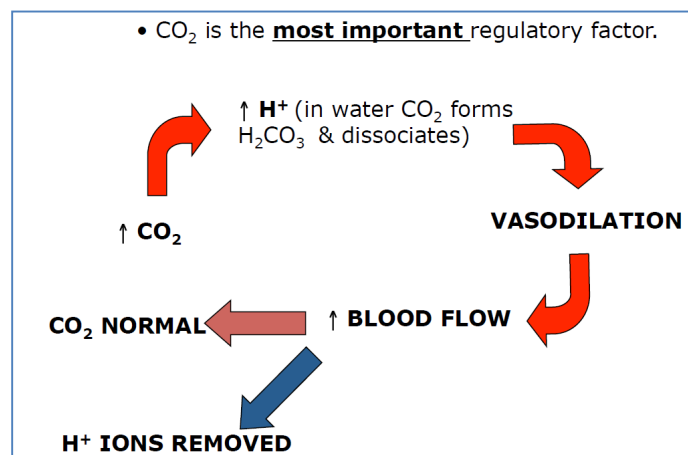 • CO₂ is the most important regulatory factor.
↑ H⁺ (in water CO₂ forms
H₂CO₃ & dissociates)
VASODILATION
↑ CO₂
↑ BLOOD FLOW
CO₂ NORMAL
H⁺ IONS REMOVED